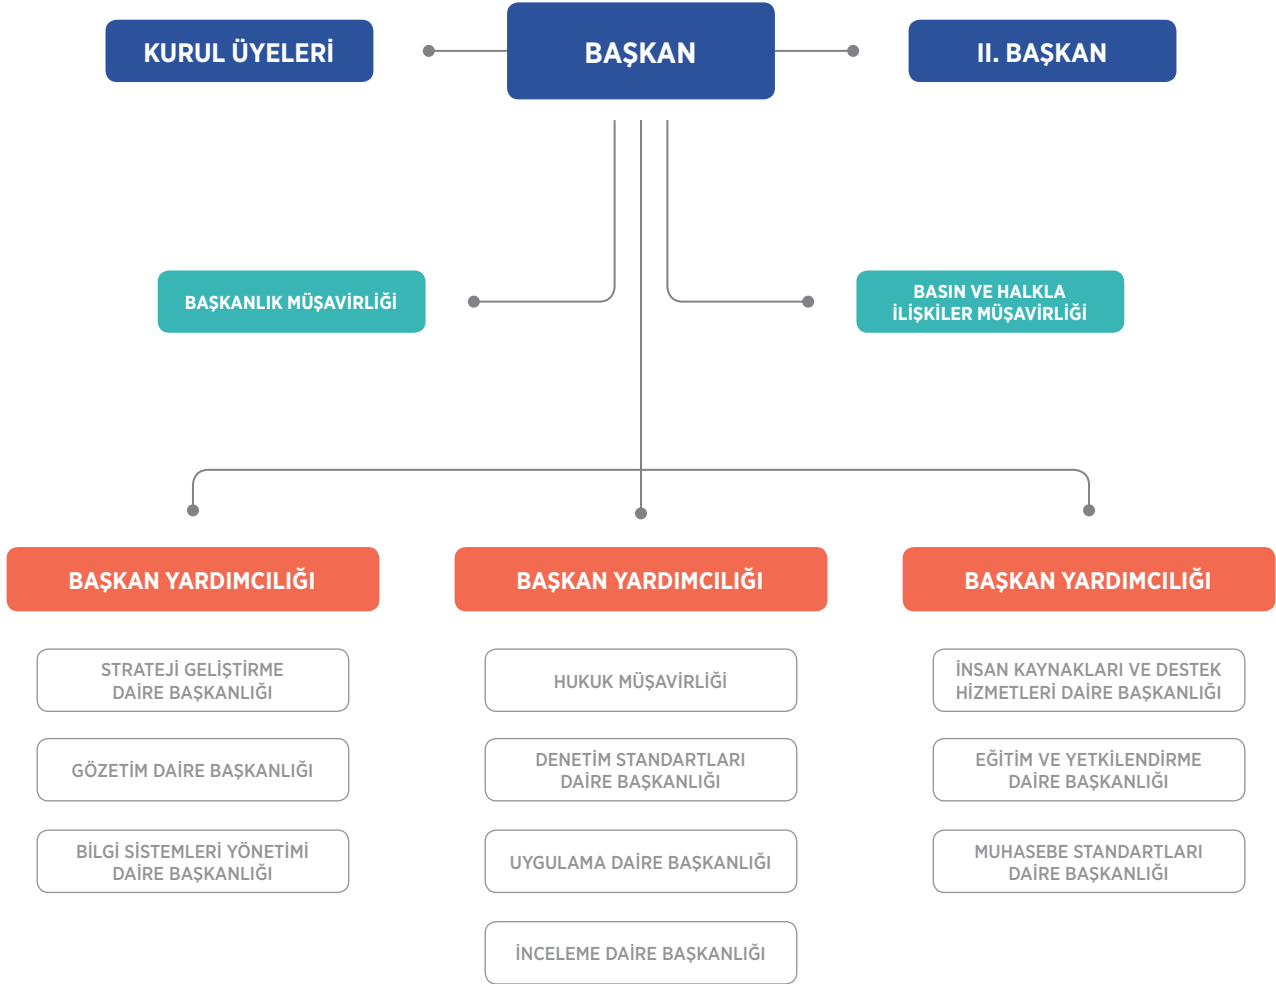 KURUL ÜYELERİ
BAŞKAN
II. BAŞKAN
BAŞKANLIK MÜŞAVİRLİĞİ
BASIN VE HALKLA
İLİŞKİLER MÜŞAVİRLİĞİ
BAŞKAN YARDIMCILIĞI
STRATEJİ GELİŞTİRME
DAİRE BAŞKANLIĞI
GÖZETİM DAİRE BAŞKANLIĞI
BİLGİ SİSTEMLERİ YÖNETİMİ
DAİRE BAŞKANLIĞI
BAŞKAN YARDIMCILIĞI
HUKUK MÜŞAVİRLİĞİ
DENETİM STANDARTLARI
DAİRE BAŞKANLIĞI
UYGULAMA DAİRE BAŞKANLIĞI
İNCELEME DAİRE BAŞKANLIĞI
BAŞKAN YARDIMCILIĞI
İNSAN KAYNAKLARI VE DESTEK
HİZMETLERİ DAİRE BAŞKANLIĞI
EĞİTİM VE YETKİLENDİRME
DAİRE BAŞKANLIĞI
MUHASEBE STANDARTLARI
DAİRE BAŞKANLIĞI